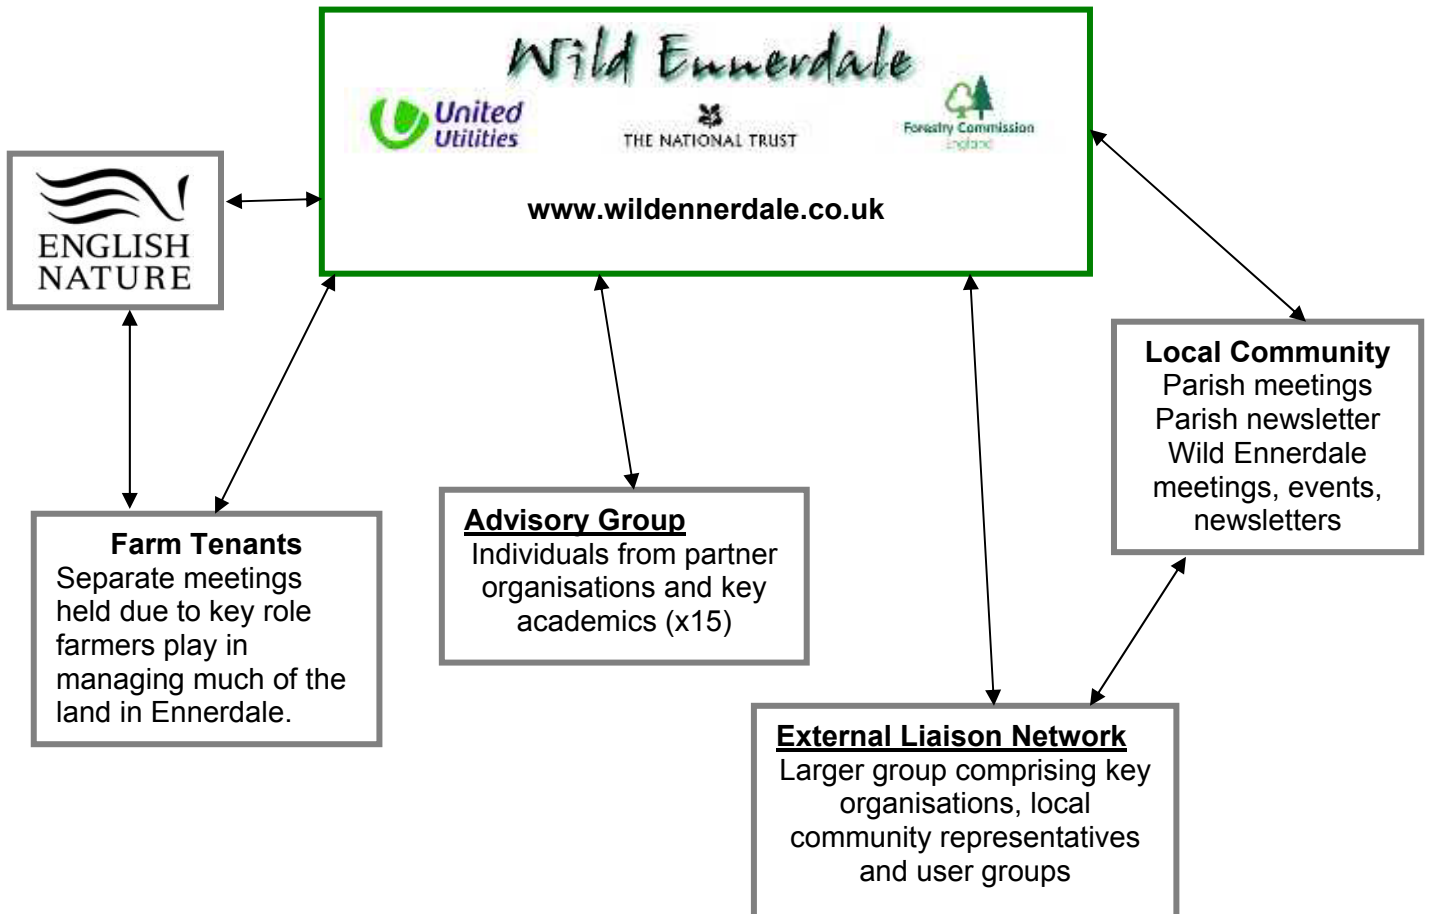 Wild Ennerdale
United
Utilities
THE NATIONAL TRUST
Forestry Commission
England
www.wildennerdale.co.uk
ENGLISH
NATURE
Local Community
Parish meetings
Parish newsletter
Wild Ennerdale
meetings, events,
newsletters
Farm Tenants
Separate meetings
held due to key role
farmers play in
managing much of the
land in Ennerdale.
Advisory Group
Individuals from partner
organisations and key
academics (x15)
External Liaison Network
Larger group comprising key
organisations, local
community representatives
and user groups